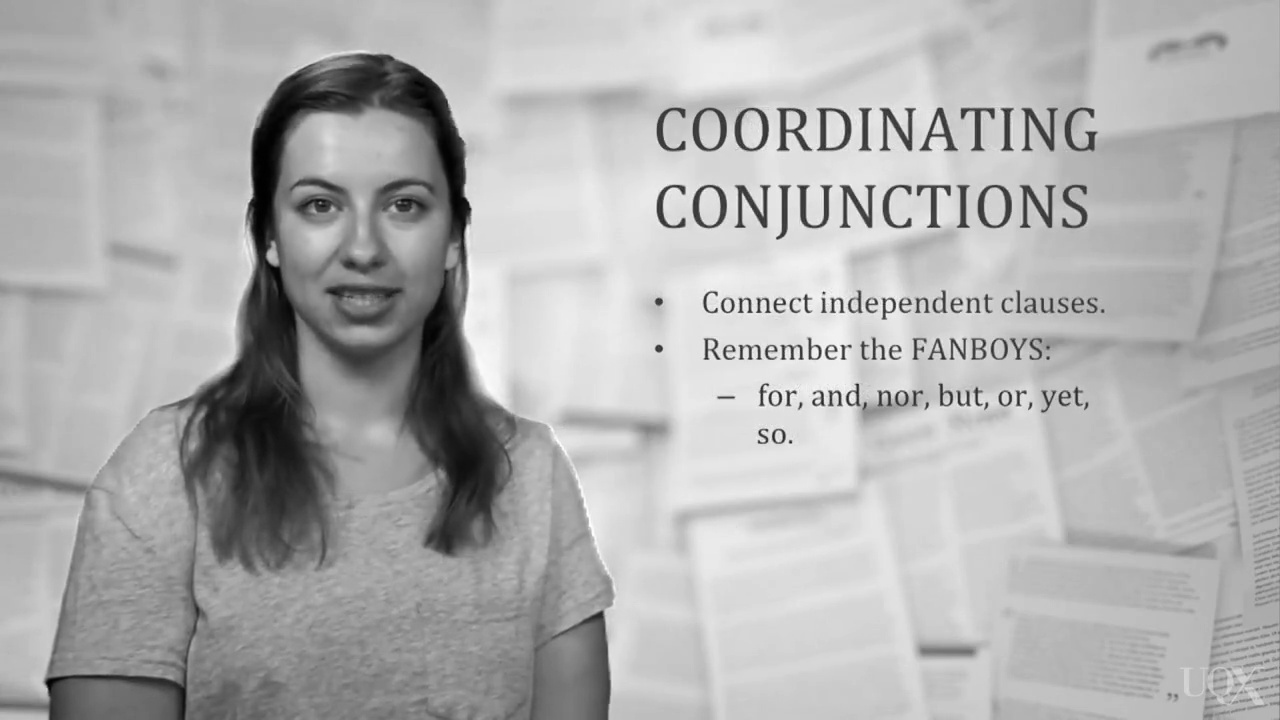 COORDINATING
CONJUNCTIONS
• Connect independent clauses.
• Remember the FANBOYS:
– for, and, nor, but, or, yet,
so.
UQX